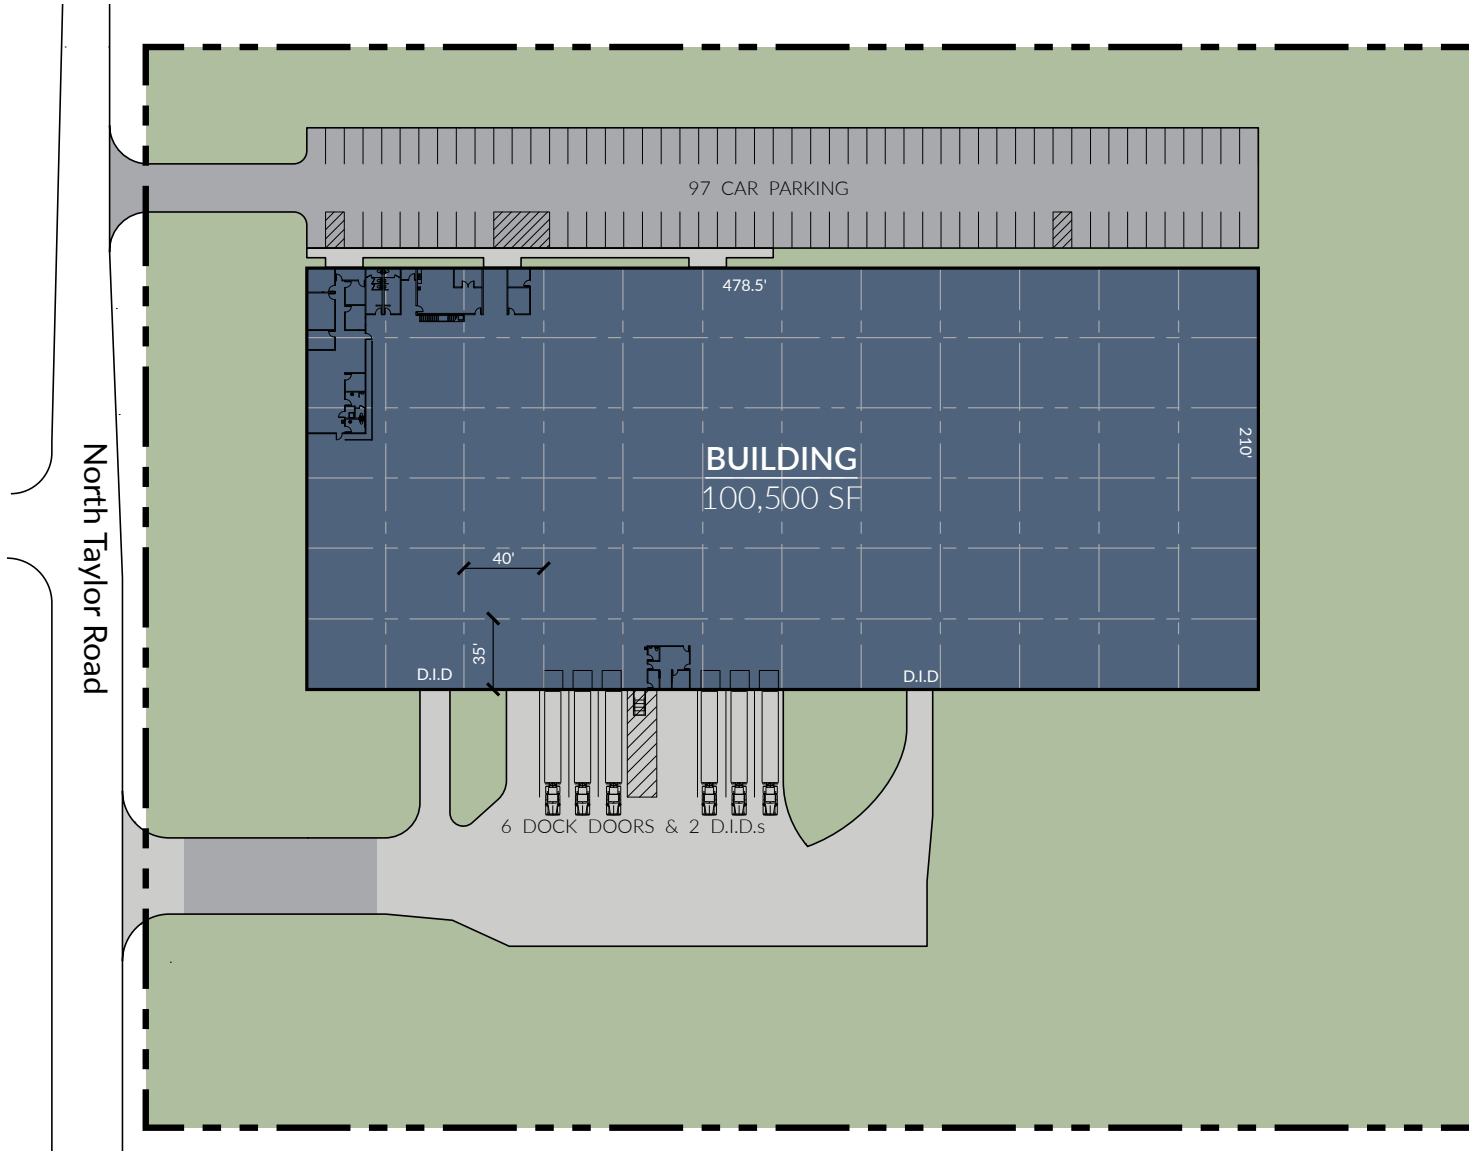 97 CAR PARKING
478.5'
210'
BUILDING
100,500 SF
North Taylor Road
40'
35'
D.I.D
D.I.D
6 DOCK DOORS & 2 D.I.D.s